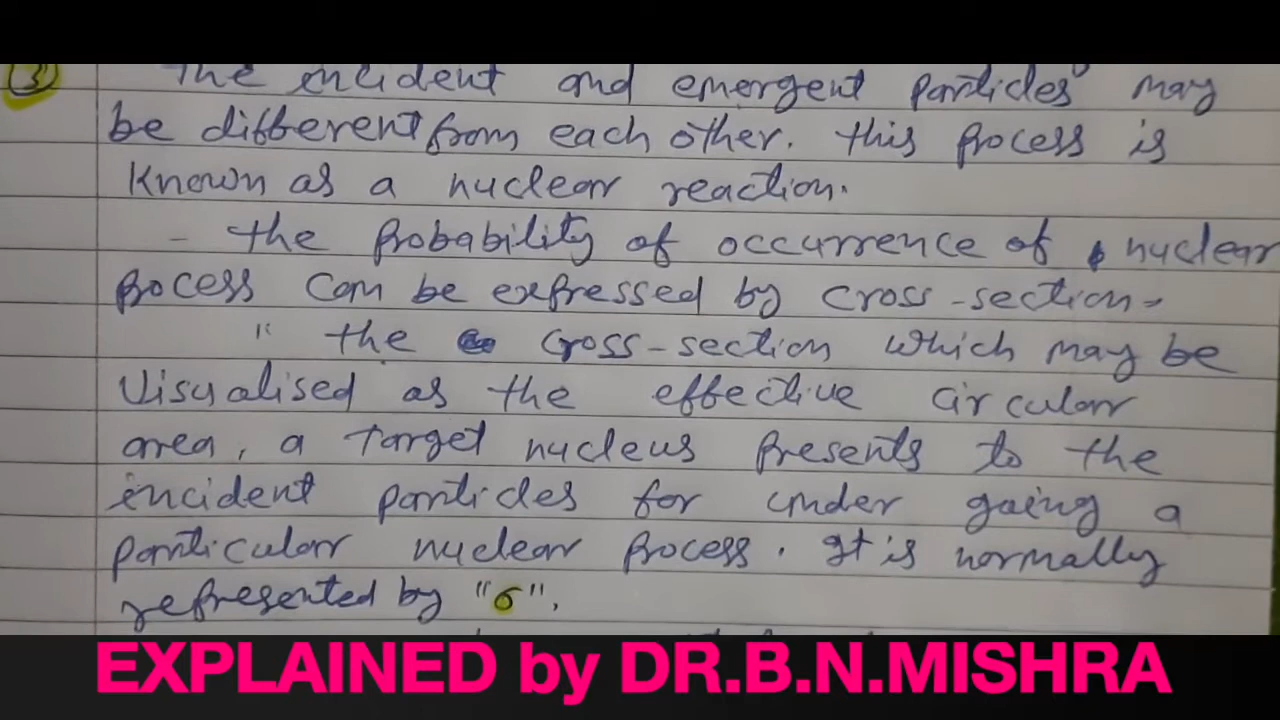 3
The incident and emergent particles may
be different from each other. This process is
known as a nuclear reaction.
- the probability of occurrence of nuclear
process can be expressed by cross-section-
" the cross-section which may be
visualised as the effective circular
area, a target nucleus presents to the
incident particles for under going a
particular nuclear process. It is normally
represented by "σ".
EXPLAINED by DR.B.N.MISHRA